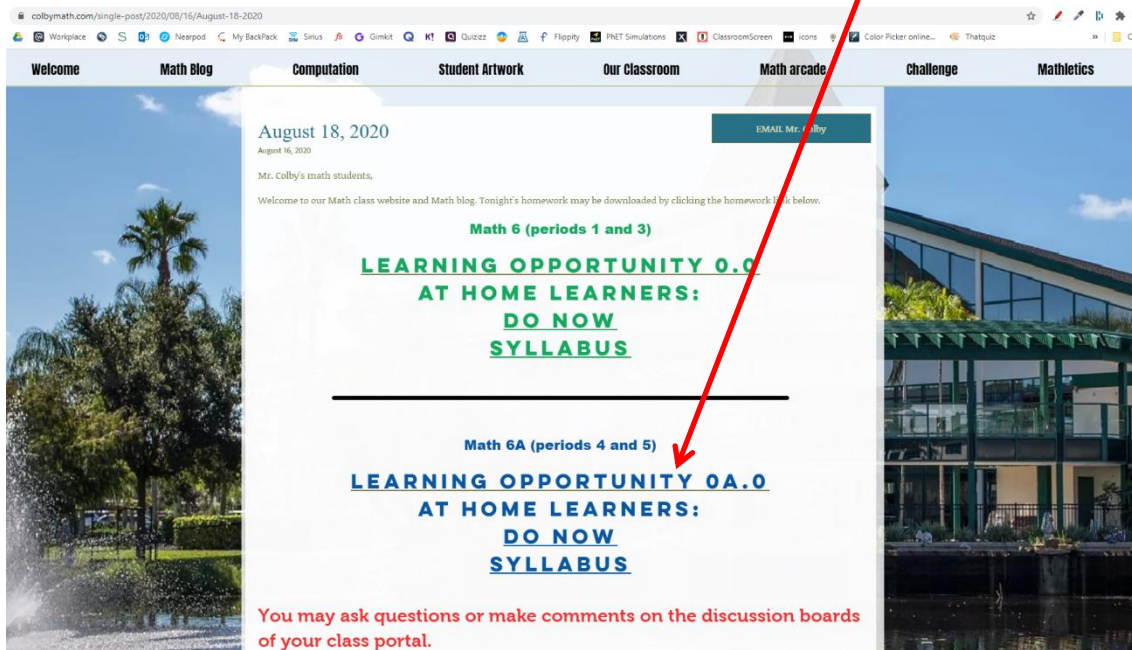 colbymath.com/single-post/2020/08/16/August-18-2020
Workplace S Nearpod My BackPack Sirius Gimkit Q K! Quizizz Flippity PhET Simulations X ClassroomScreen icons Color Picker online... Thatquiz »
Welcome Math Blog Computation Student Artwork Our Classroom Math arcade Challenge Mathletics
August 18, 2020
EMAIL Mr. Colby
August 16, 2020
Mr. Colby's math students,
Welcome to our Math class website and Math blog. Tonight's homework may be downloaded by clicking the homework link below.
Math 6 (periods 1 and 3)
LEARNING OPPORTUNITY 0.0
AT HOME LEARNERS:
DO NOW
SYLLABUS
Math 6A (periods 4 and 5)
LEARNING OPPORTUNITY 0A.0
AT HOME LEARNERS:
DO NOW
SYLLABUS
You may ask questions or make comments on the discussion boards
of your class portal.